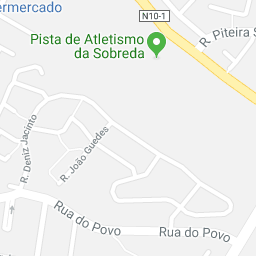 ermercado
N10-1
Pista de Atletismo
da Sobreda
R. Piteira S
R. Deniz Jacinto
R. João Guedes
Rua do Povo
Rua do Povo